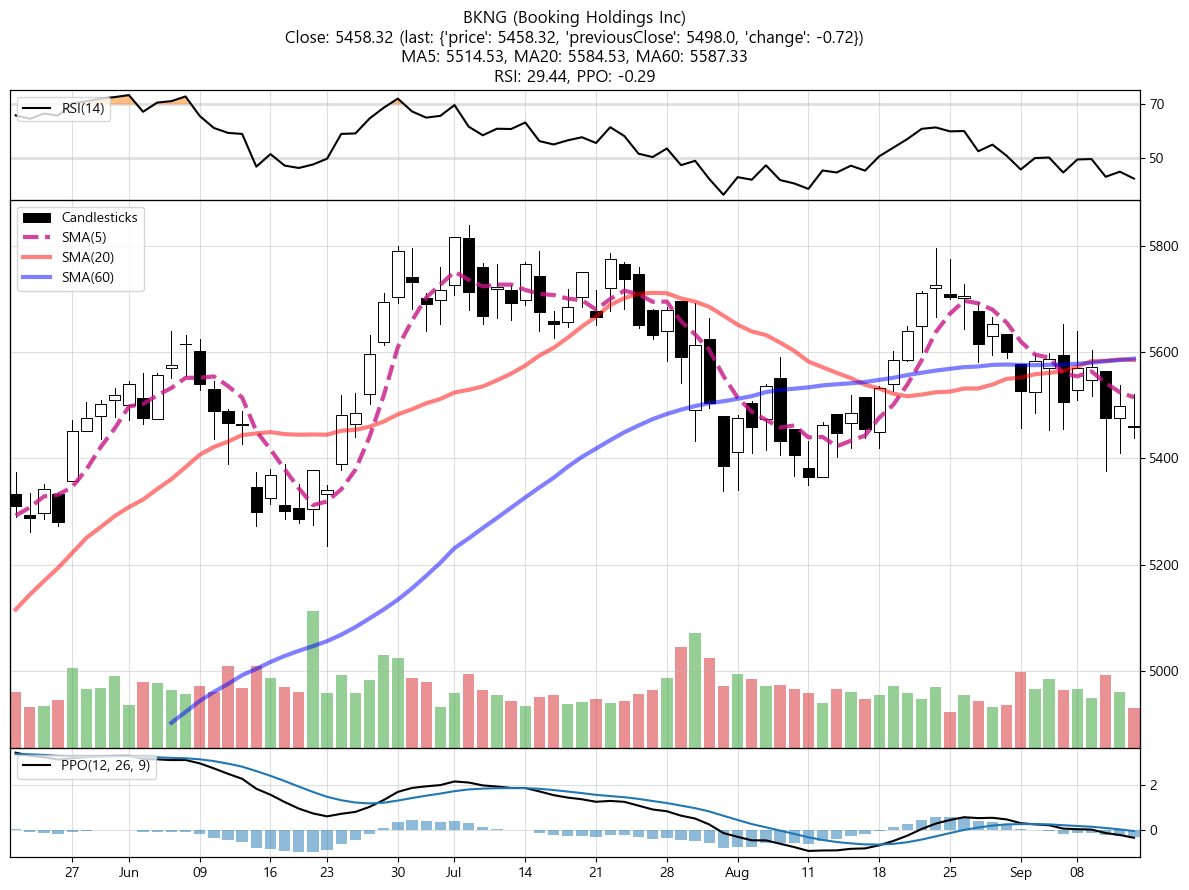 BKNG (Booking Holdings Inc)
Close: 5458.32 (last: {'price': 5458.32, 'previousClose': 5498.0, 'change': -0.72})
MA5: 5514.53, MA20: 5584.53, MA60: 5587.33
RSI: 29.44, PPO: -0.29
RSI(14)
70
50
Candlesticks
SMA(5)
SMA(20)
SMA(60)
5800
5600
5400
5200
5000
PPO(12, 26, 9)
2
0
27 Jun 09 16 23 30 Jul 14 21 28 Aug 11 18 25 Sep 08